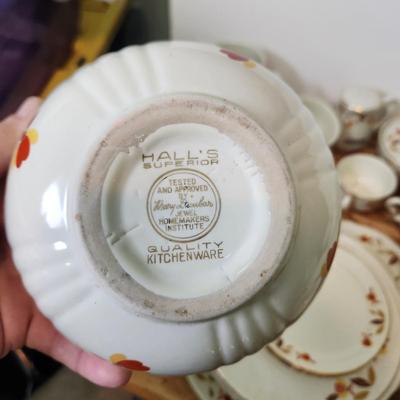 HALL'S
SUPERIOR
TESTED
AND APPROVED
BY
Mary Dunbar
JEWEL
HOMEMAKERS
INSTITUTE
QUALITY
KITCHENWARE